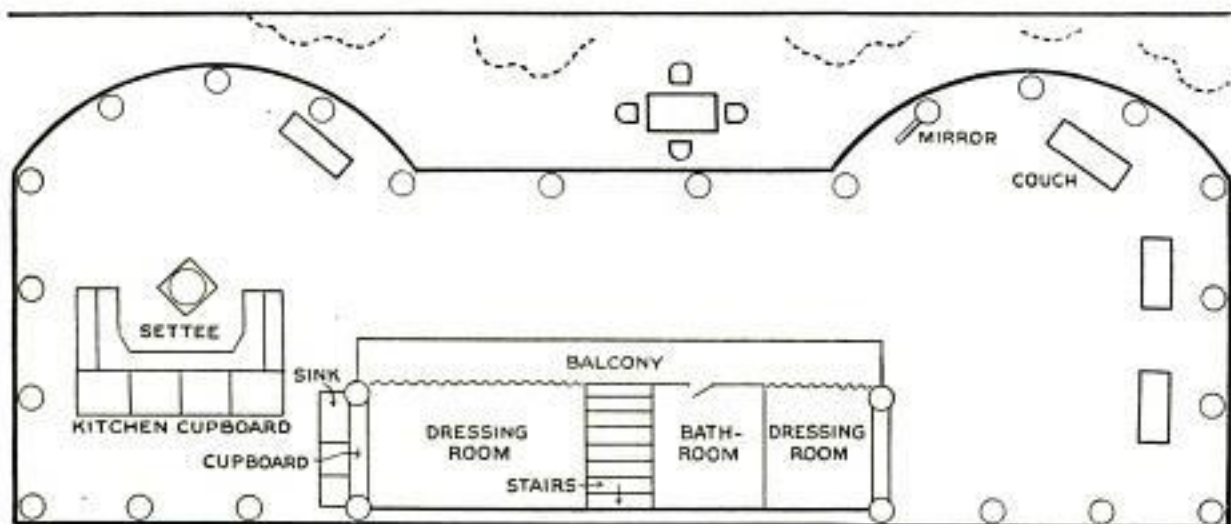 MIRROR
COUCH
SETTEE
BALCONY
SINK
KITCHEN CUPBOARD
DRESSING
ROOM
BATH-
ROOM
DRESSING
ROOM
CUPBOARD
STAIRS